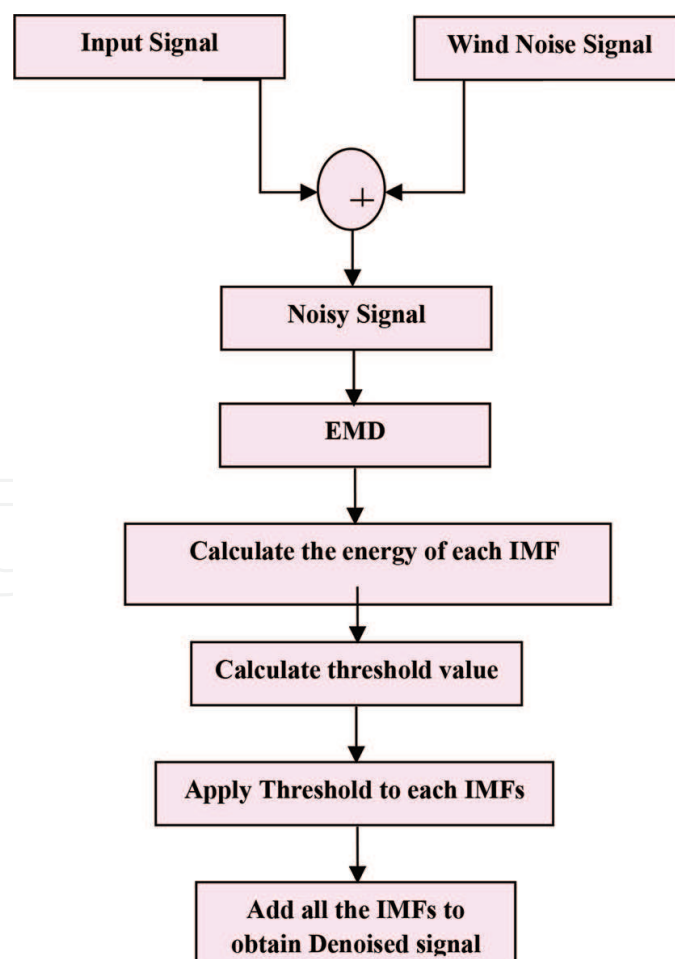 Input Signal
Wind Noise Signal
+
Noisy Signal
EMD
Calculate the energy of each IMF
Calculate threshold value
Apply Threshold to each IMFs
Add all the IMFs to
obtain Denoised signal